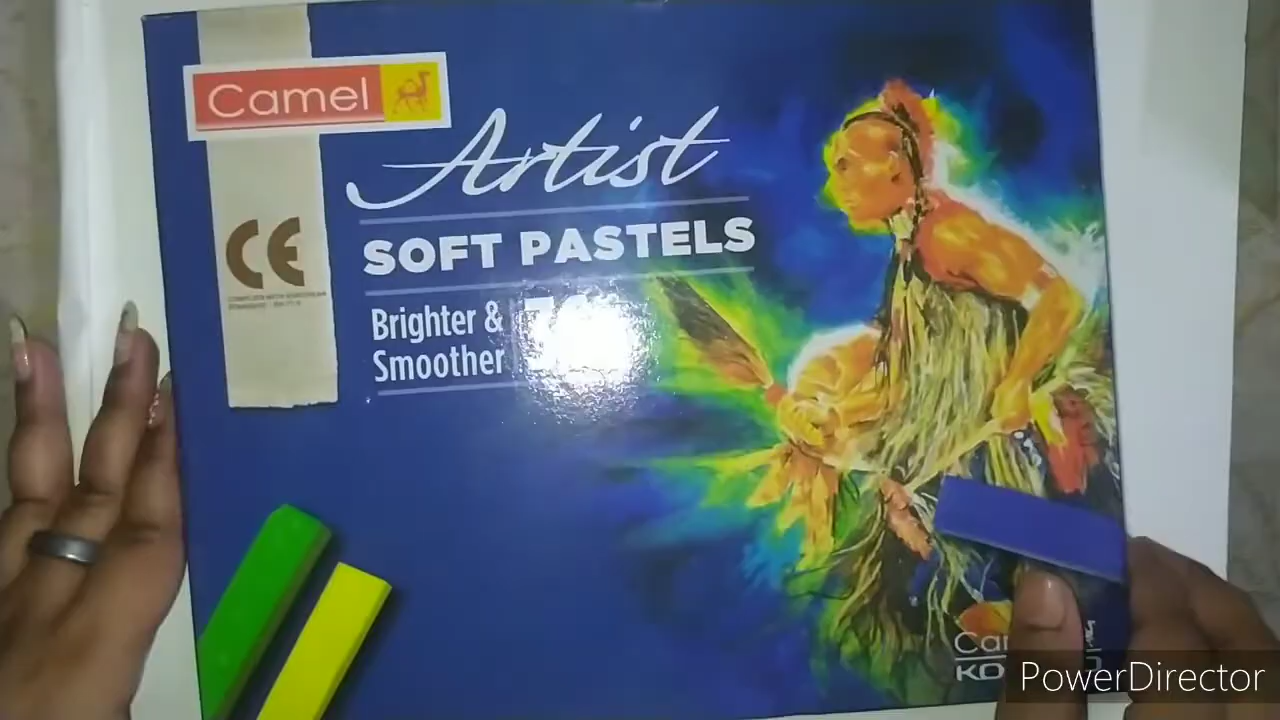 Camel
Artist
SOFT PASTELS
Brighter &
Smoother
CE
PowerDirector